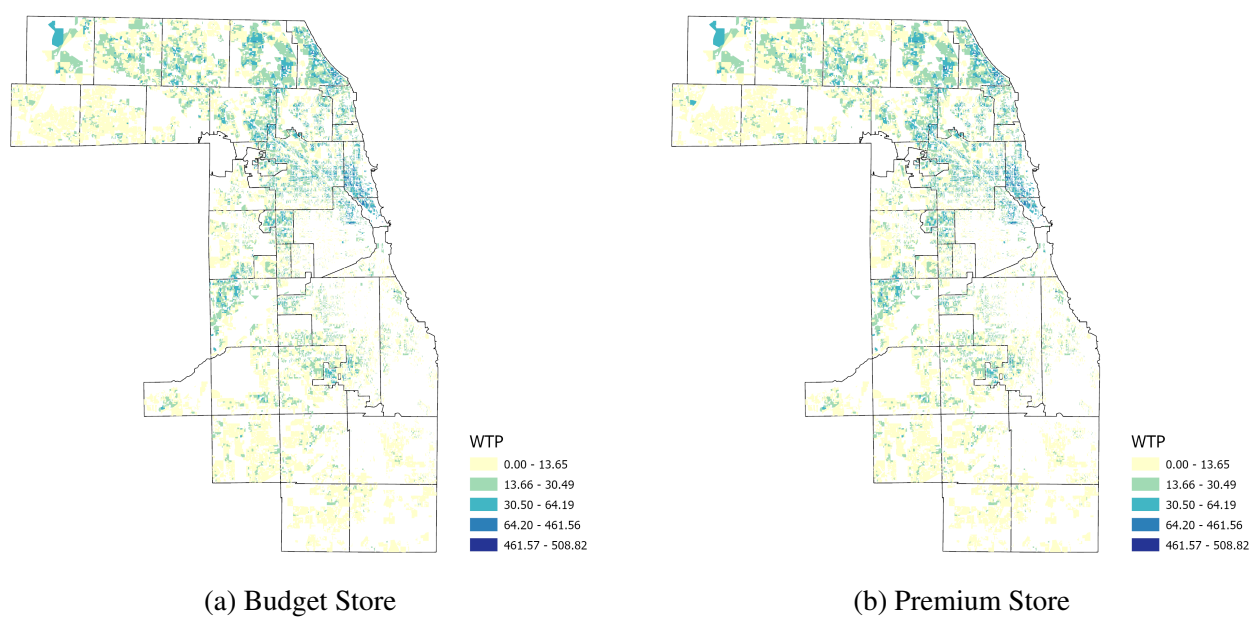 WTP
0.00 - 13.65
13.66 - 30.49
30.50 - 64.19
64.20 - 461.56
461.57 - 508.82
(a) Budget Store
WTP
0.00 - 13.65
13.66 - 30.49
30.50 - 64.19
64.20 - 461.56
461.57 - 508.82
(b) Premium Store